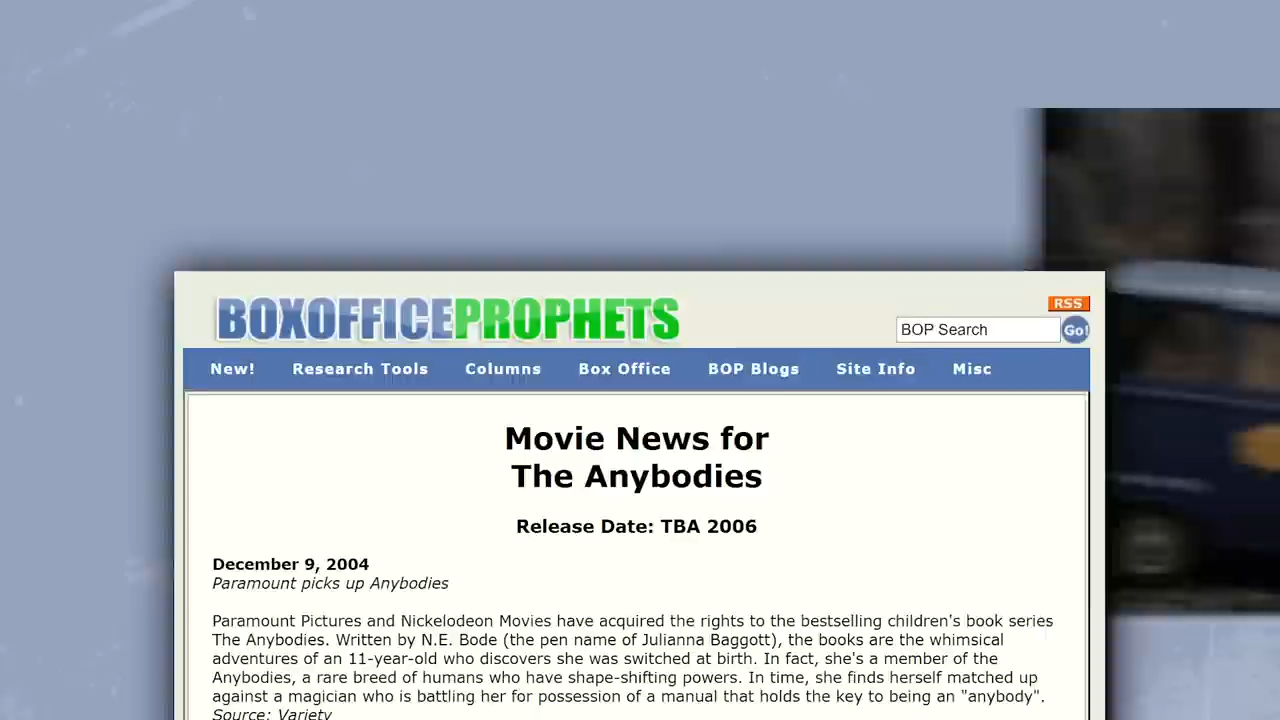 BOXOFFICEPROPHETS
RSS
BOP Search Go!
New! Research Tools Columns Box Office BOP Blogs Site Info Misc
Movie News for
The Anybodies
Release Date: TBA 2006
December 9, 2004
Paramount picks up Anybodies
Paramount Pictures and Nickelodeon Movies have acquired the rights to the bestselling children's book series
The Anybodies. Written by N.E. Bode (the pen name of Julianna Baggott), the books are the whimsical
adventures of an 11-year-old who discovers she was switched at birth. In fact, she's a member of the
Anybodies, a rare breed of humans who have shape-shifting powers. In time, she finds herself matched up
against a magician who is battling her for possession of a manual that holds the key to being an "anybody".
Source: Variety